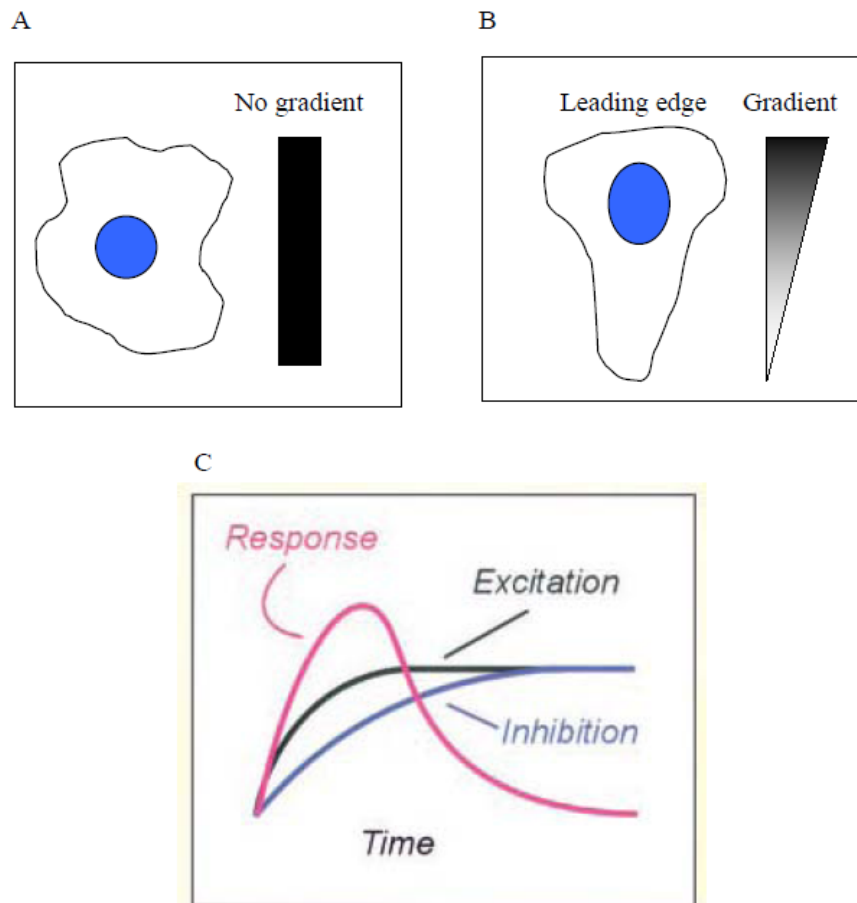 A
B
No gradient
Leading edge
Gradient
C
Response
Excitation
Inhibition
Time